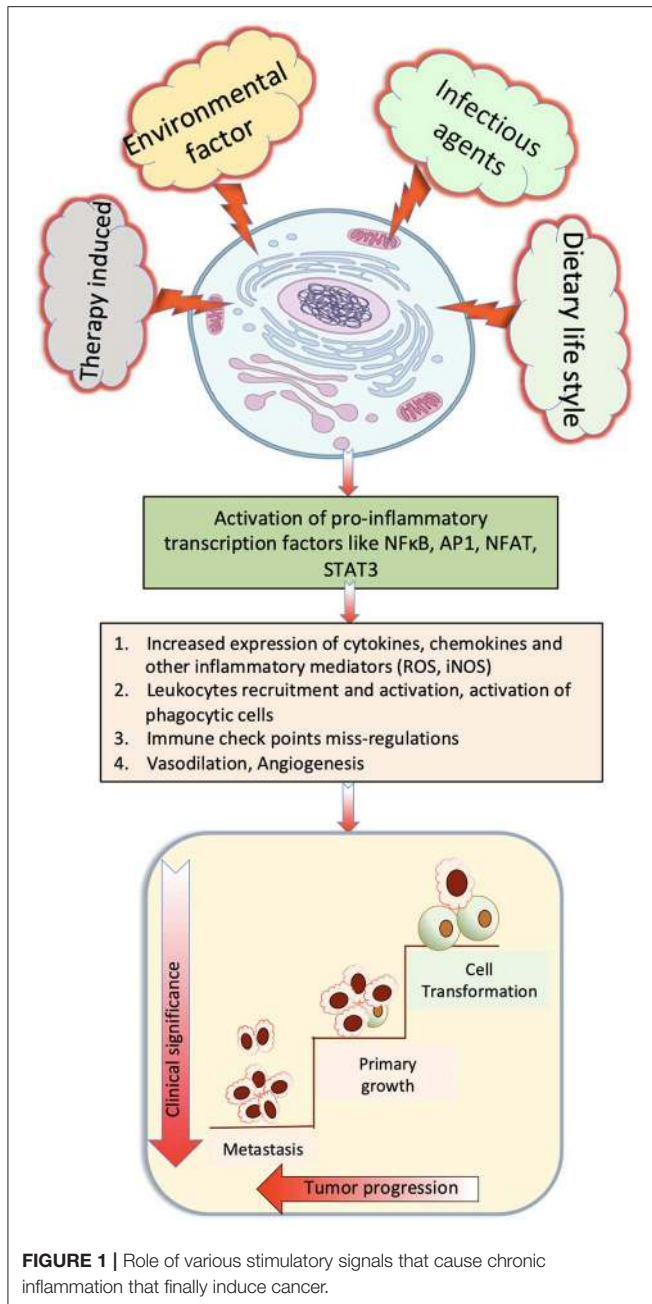 Environmental
factor
Infectious
agents
Therapy induced
Dietary life style
Activation of pro-inflammatory
transcription factors like NFκB, AP1, NFAT,
STAT3
1. Increased expression of cytokines, chemokines and
other inflammatory mediators (ROS, iNOS)
2. Leukocytes recruitment and activation, activation of
phagocytic cells
3. Immune check points miss-regulations
4. Vasodilation, Angiogenesis
Clinical significance
Cell
Transformation
Primary
growth
Metastasis
Tumor progression
FIGURE 1 | Role of various stimulatory signals that cause chronic
inflammation that finally induce cancer.